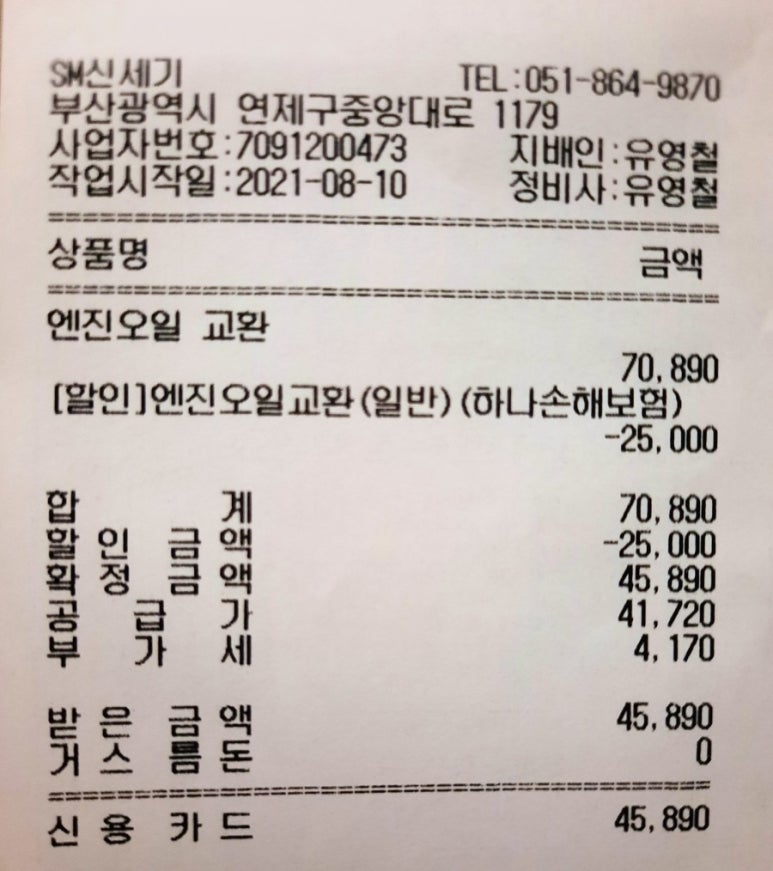 SM신세기 TEL:051-864-9870
부산광역시 연제구중앙대로 1179
사업자번호:7091200473 지배인:유영철
작업시작일:2021-08-10 정비사:유영철
상품명 금액
엔진오일 교환
70,890
[할인]엔진오일교환(일반)(하나손해보험)
-25,000
합 계 70,890
할 인 금 액 -25,000
확 정 금 액 45,890
공 급 가 41,720
부 가 세 4,170
받 은 금 액 45,890
거 스 름 돈 0
신 용 카 드 45,890